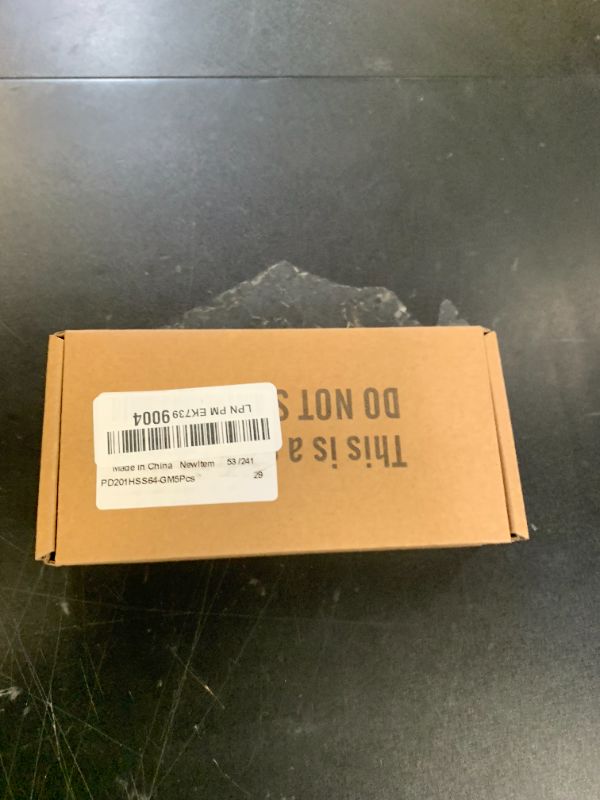 This is a
DO NOT S
LPN PM EK739 9004
Made in China NewItem 53 /241
PD201HSS64-GM5Pcs 29